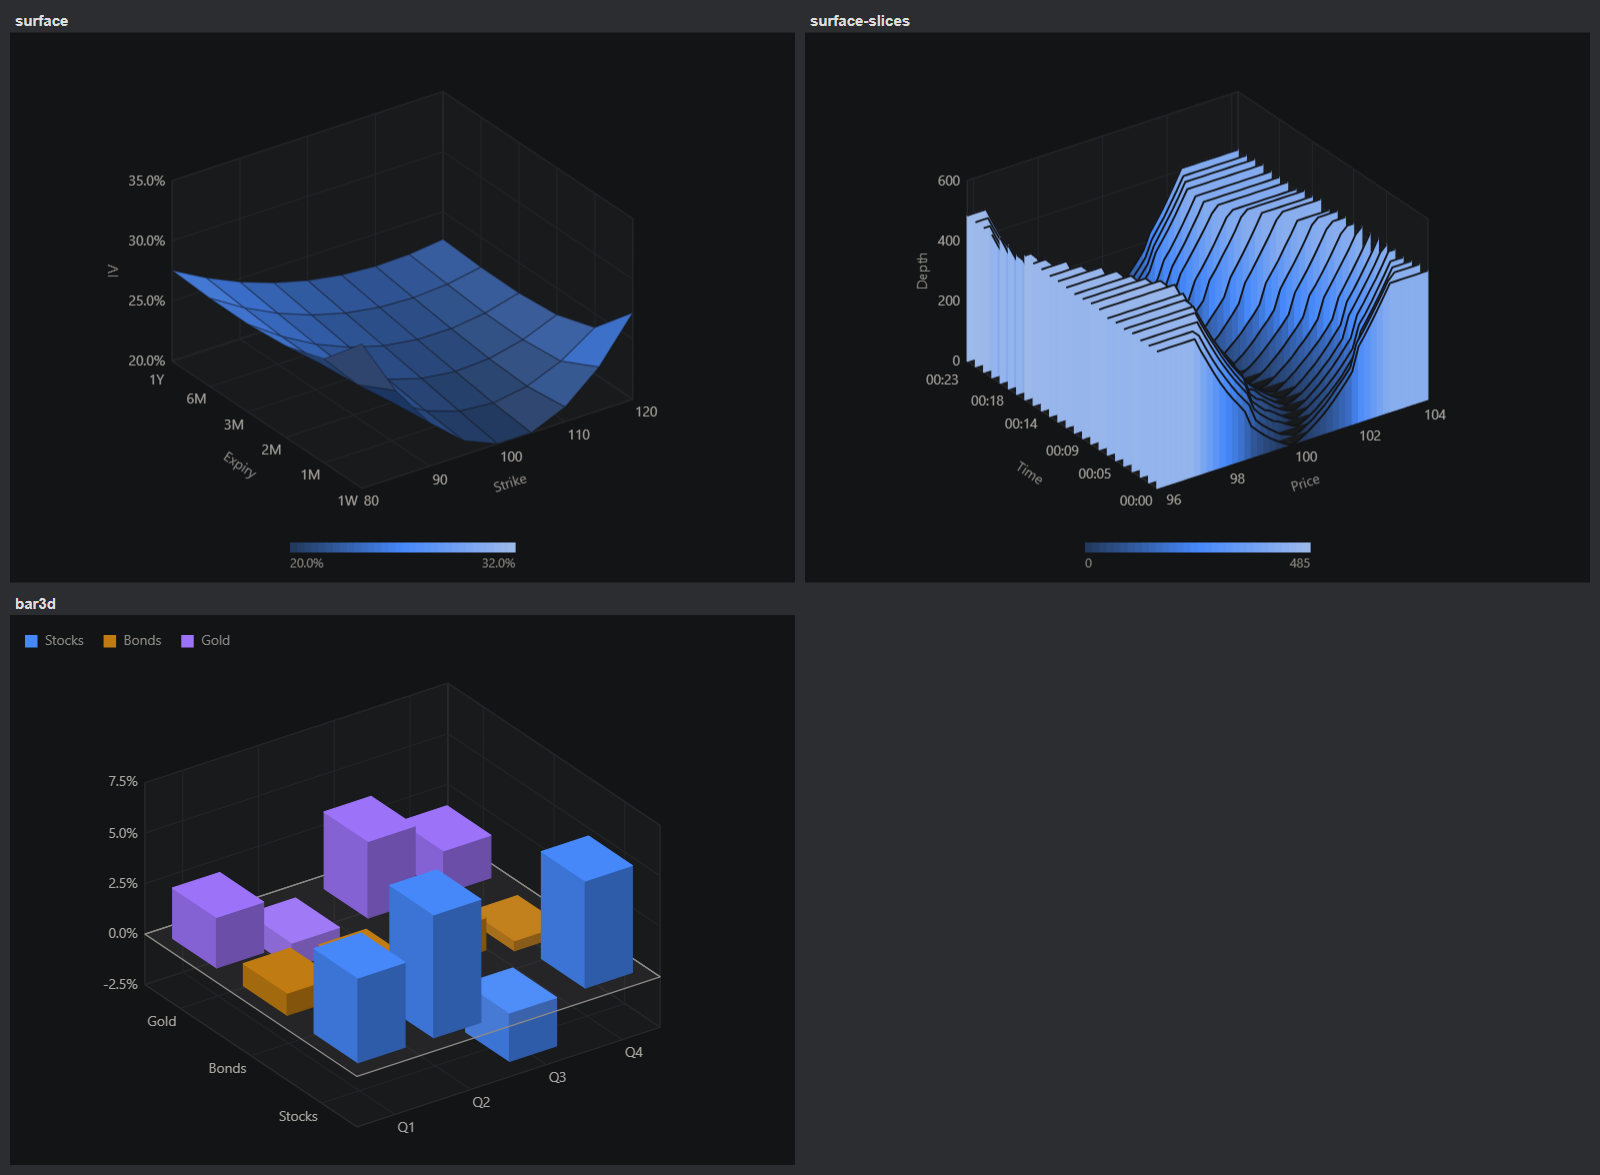 surface
35.0%
30.0%
25.0%
20.0%
IV
1Y
6M
3M
2M
1M
1W
Expiry
80
90
100
110
120
Strike
20.0%
32.0%
surface-slices
600
400
200
0
Depth
00:23
00:18
00:14
00:09
00:05
00:00
Time
96
98
100
102
104
Price
0
485
bar3d
Stocks
Bonds
Gold
7.5%
5.0%
2.5%
0.0%
-2.5%
Gold
Bonds
Stocks
Q1
Q2
Q3
Q4